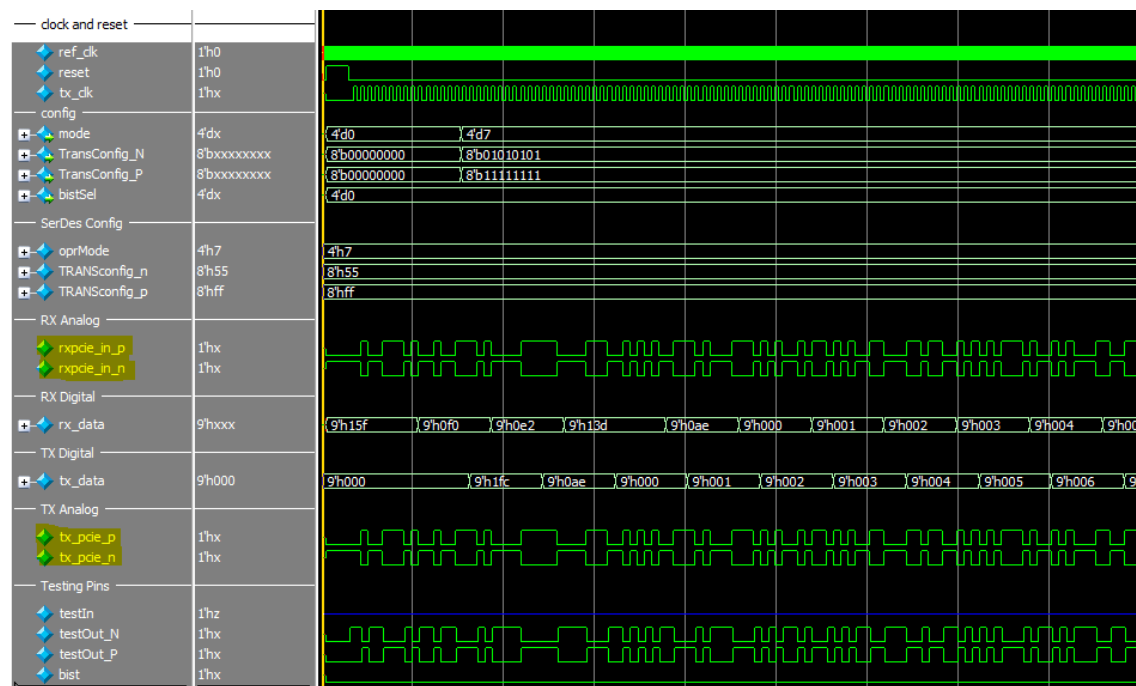 clock and reset
ref_clk 1'h0
reset 1'h0
tx_clk 1'hx
config
mode 4'dx 4'd0 4'd7
TransConfig_N 8'bxxxxxxxx 8'b00000000 8'b01010101
TransConfig_P 8'bxxxxxxxx 8'b00000000 8'b11111111
bistSel 4'dx 4'd0
SerDes Config
oprMode 4'h7 4'h7
TRANSconfig_n 8'h55 8'h55
TRANSconfig_p 8'hff 8'hff
RX Analog
rxpcie_in_p 1'hx
rxpcie_in_n 1'hx
RX Digital
rx_data 9'hxxx 9'h15f 9'h0f0 9'h0e2 9'h13d 9'h0ae 9'h000 9'h001 9'h002 9'h003 9'h004 9'h00
TX Digital
tx_data 9'h000 9'h000 9'h1fc 9'h0ae 9'h000 9'h001 9'h002 9'h003 9'h004 9'h005 9'h006 9
TX Analog
tx_pcie_p 1'hx
tx_pcie_n 1'hx
Testing Pins
testIn 1'hz
testOut_N 1'hx
testOut_P 1'hx
bist 1'hx